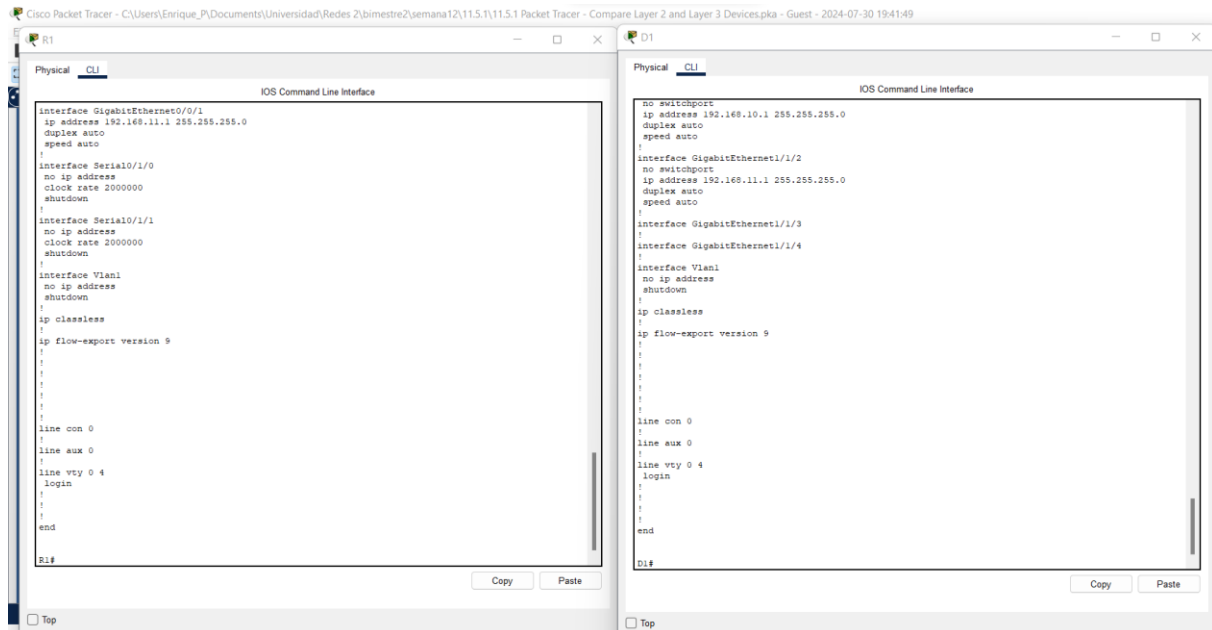 Cisco Packet Tracer - C:\Users\Enrique_P\Documents\Universidad\Redes 2\bimestre2\semana12\11.5.1\11.5.1 Packet Tracer - Compare Layer 2 and Layer 3 Devices.pka - Guest - 2024-07-30 19:41:49
R1
Physical CLI
IOS Command Line Interface
interface GigabitEthernet0/0/1
ip address 192.168.11.1 255.255.255.0
duplex auto
speed auto
!
interface Serial0/1/0
no ip address
clock rate 2000000
shutdown
!
interface Serial0/1/1
no ip address
clock rate 2000000
shutdown
!
interface Vlan1
no ip address
shutdown
!
ip classless
!
ip flow-export version 9
!
!
!
!
!
!
!
line con 0
!
line aux 0
!
line vty 0 4
login
!
!
!
end
R1#
Copy Paste
Top
D1
Physical CLI
IOS Command Line Interface
no switchport
ip address 192.168.10.1 255.255.255.0
duplex auto
speed auto
!
interface GigabitEthernet1/1/2
no switchport
ip address 192.168.11.1 255.255.255.0
duplex auto
speed auto
!
interface GigabitEthernet1/1/3
!
interface GigabitEthernet1/1/4
!
interface Vlan1
no ip address
shutdown
!
ip classless
!
ip flow-export version 9
!
!
!
!
!
!
!
line con 0
!
line aux 0
!
line vty 0 4
login
!
!
!
!
end
D1#
Copy Paste
Top